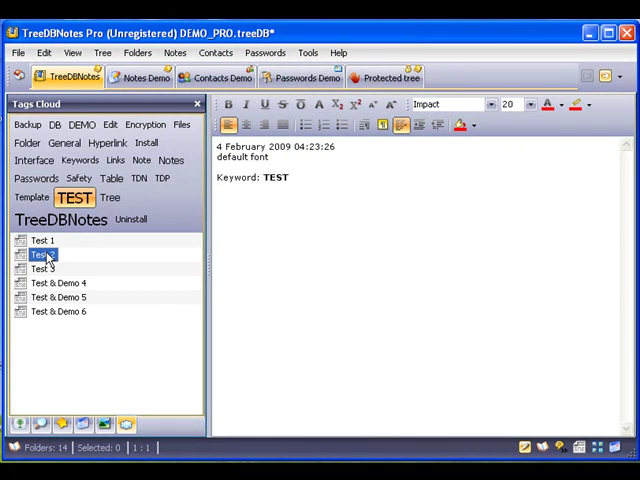 TreeDBNotes Pro (Unregistered) DEMO_PRO.treeDB*
File Edit View Tree Folders Notes Contacts Passwords Tools Help
TreeDBNotes Notes Demo Contacts Demo Passwords Demo Protected tree
Tags Cloud
Impact 20
Backup DB DEMO Edit Encryption Files
Folder General Hyperlink Install
Interface Keywords Links Note Notes
Passwords Safety Table TDN TDP
Template TEST Tree
TreeDBNotes Uninstall
4 February 2009 04:23:26
default font
Keyword: TEST
Test 1
Test 2
Test 3
Test & Demo 4
Test & Demo 5
Test & Demo 6
Folders: 14 Selected: 0 1 : 1